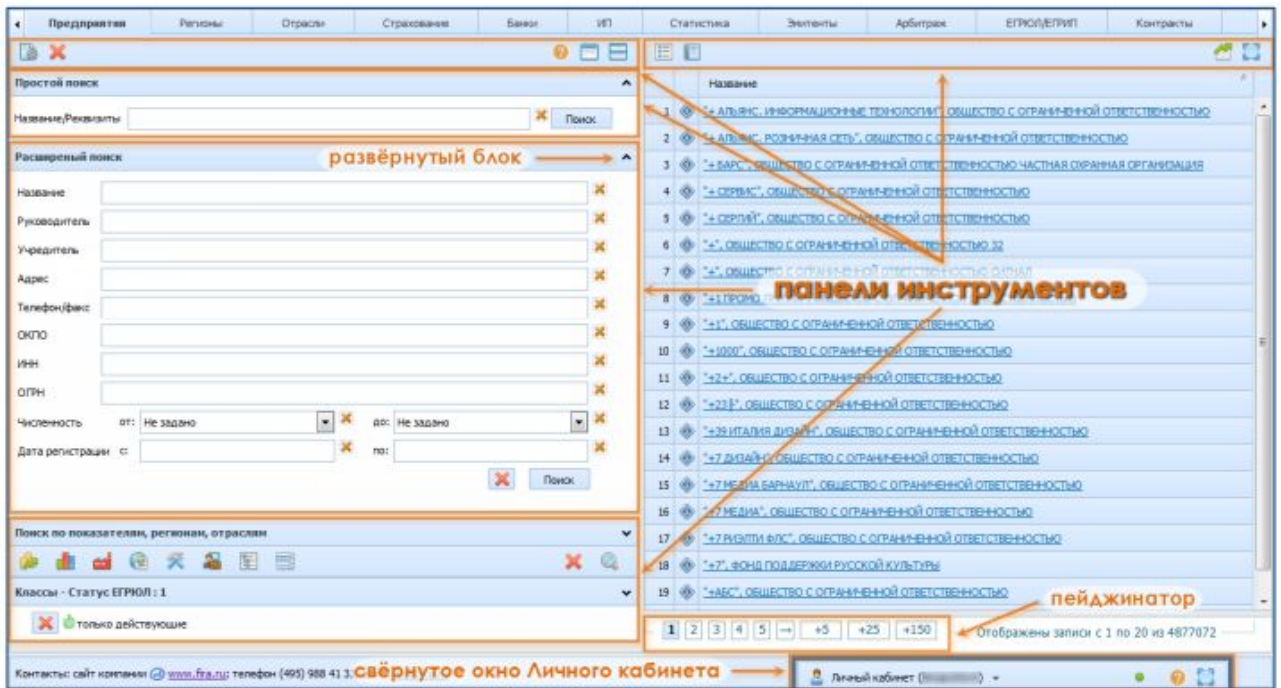 Предприятия Регионы Отрасли Страхование Банки ИП Статистика Эмитенты Арбитраж ЕГРЮЛ/ЕГРИП Контракты
Простой поиск
Название/Реквизиты Поиск
Расширеный поиск
развёрнутый блок
Название
Руководитель
Учредитель
Адрес
Телефон/факс
ОКПО
ИНН
ОГРН
Численность от: Не задано до: Не задано
Дата регистрации с: по:
Поиск
Поиск по показателям, регионам, отраслям
Классы - Статус ЕГРЮЛ : 1
только действующие
Название
1 "+ АЛЬЯНС. ИНФОРМАЦИОННЫЕ ТЕХНОЛОГИИ", ОБЩЕСТВО С ОГРАНИЧЕННОЙ ОТВЕТСТВЕННОСТЬЮ
2 "+ АЛЬЯНС. РОЗНИЧНАЯ СЕТЬ", ОБЩЕСТВО С ОГРАНИЧЕННОЙ ОТВЕТСТВЕННОСТЬЮ
3 "+ БАРС", ОБЩЕСТВО С ОГРАНИЧЕННОЙ ОТВЕТСТВЕННОСТЬЮ ЧАСТНАЯ ОХРАННАЯ ОРГАНИЗАЦИЯ
4 "+ СЕРВИС", ОБЩЕСТВО С ОГРАНИЧЕННОЙ ОТВЕТСТВЕННОСТЬЮ
5 "+ СЕРГИЙ", ОБЩЕСТВО С ОГРАНИЧЕННОЙ ОТВЕТСТВЕННОСТЬЮ
6 "+", ОБЩЕСТВО С ОГРАНИЧЕННОЙ ОТВЕТСТВЕННОСТЬЮ 32
7 "+", ОБЩЕСТВО С ОГРАНИЧЕННОЙ ОТВЕТСТВЕННОСТЬЮ
панели инструментов
8 "+1 ПРОМО
9 "+1", ОБЩЕСТВО С ОГРАНИЧЕННОЙ ОТВЕТСТВЕННОСТЬЮ
10 "+1000", ОБЩЕСТВО С ОГРАНИЧЕННОЙ ОТВЕТСТВЕННОСТЬЮ
11 "+2+", ОБЩЕСТВО С ОГРАНИЧЕННОЙ ОТВЕТСТВЕННОСТЬЮ
12 ОБЩЕСТВО С ОГРАНИЧЕННОЙ ОТВЕТСТВЕННОСТЬЮ
13 "+39 ИТАЛИЯ ДИЗАЙН", ОБЩЕСТВО С ОГРАНИЧЕННОЙ ОТВЕТСТВЕННОСТЬЮ
14 "+7 ДИЗАЙН", ОБЩЕСТВО С ОГРАНИЧЕННОЙ ОТВЕТСТВЕННОСТЬЮ
15 "+7 МЕДИА БАРНАУЛ", ОБЩЕСТВО С ОГРАНИЧЕННОЙ ОТВЕТСТВЕННОСТЬЮ
16 "+7 МЕДИА", ОБЩЕСТВО С ОГРАНИЧЕННОЙ ОТВЕТСТВЕННОСТЬЮ
17 "+7 РИЭЛТИ ФЛС", ОБЩЕСТВО С ОГРАНИЧЕННОЙ ОТВЕТСТВЕННОСТЬЮ
18 "+7", ФОНД ПОДДЕРЖКИ РУССКОЙ КУЛЬТУРЫ
19 "+АБС", ОБЩЕСТВО С ОГРАНИЧЕННОЙ ОТВЕТСТВЕННОСТЬЮ
пейджинатор
1 2 3 4 5 → +5 +25 +150 Отображены записи с 1 по 20 из 4877072
Контакты: сайт компании www.fira.ru; телефон (495) 988 41 3
свёрнутое окно Личного кабинета
Личный кабинет (